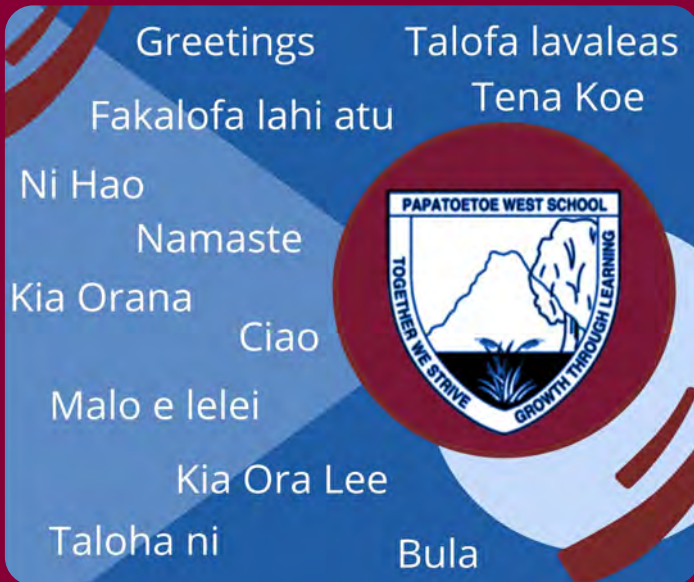 Greetings
Talofa lavaleas
Tena Koe
Fakalofa lahi atu
Ni Hao
Namaste
Kia Orana
Ciao
Malo e lelei
Kia Ora Lee
Taloha ni
Bula
PAPATOETOE WEST SCHOOL
TOGETHER WE STRIVE
GROWTH THROUGH LEARNING